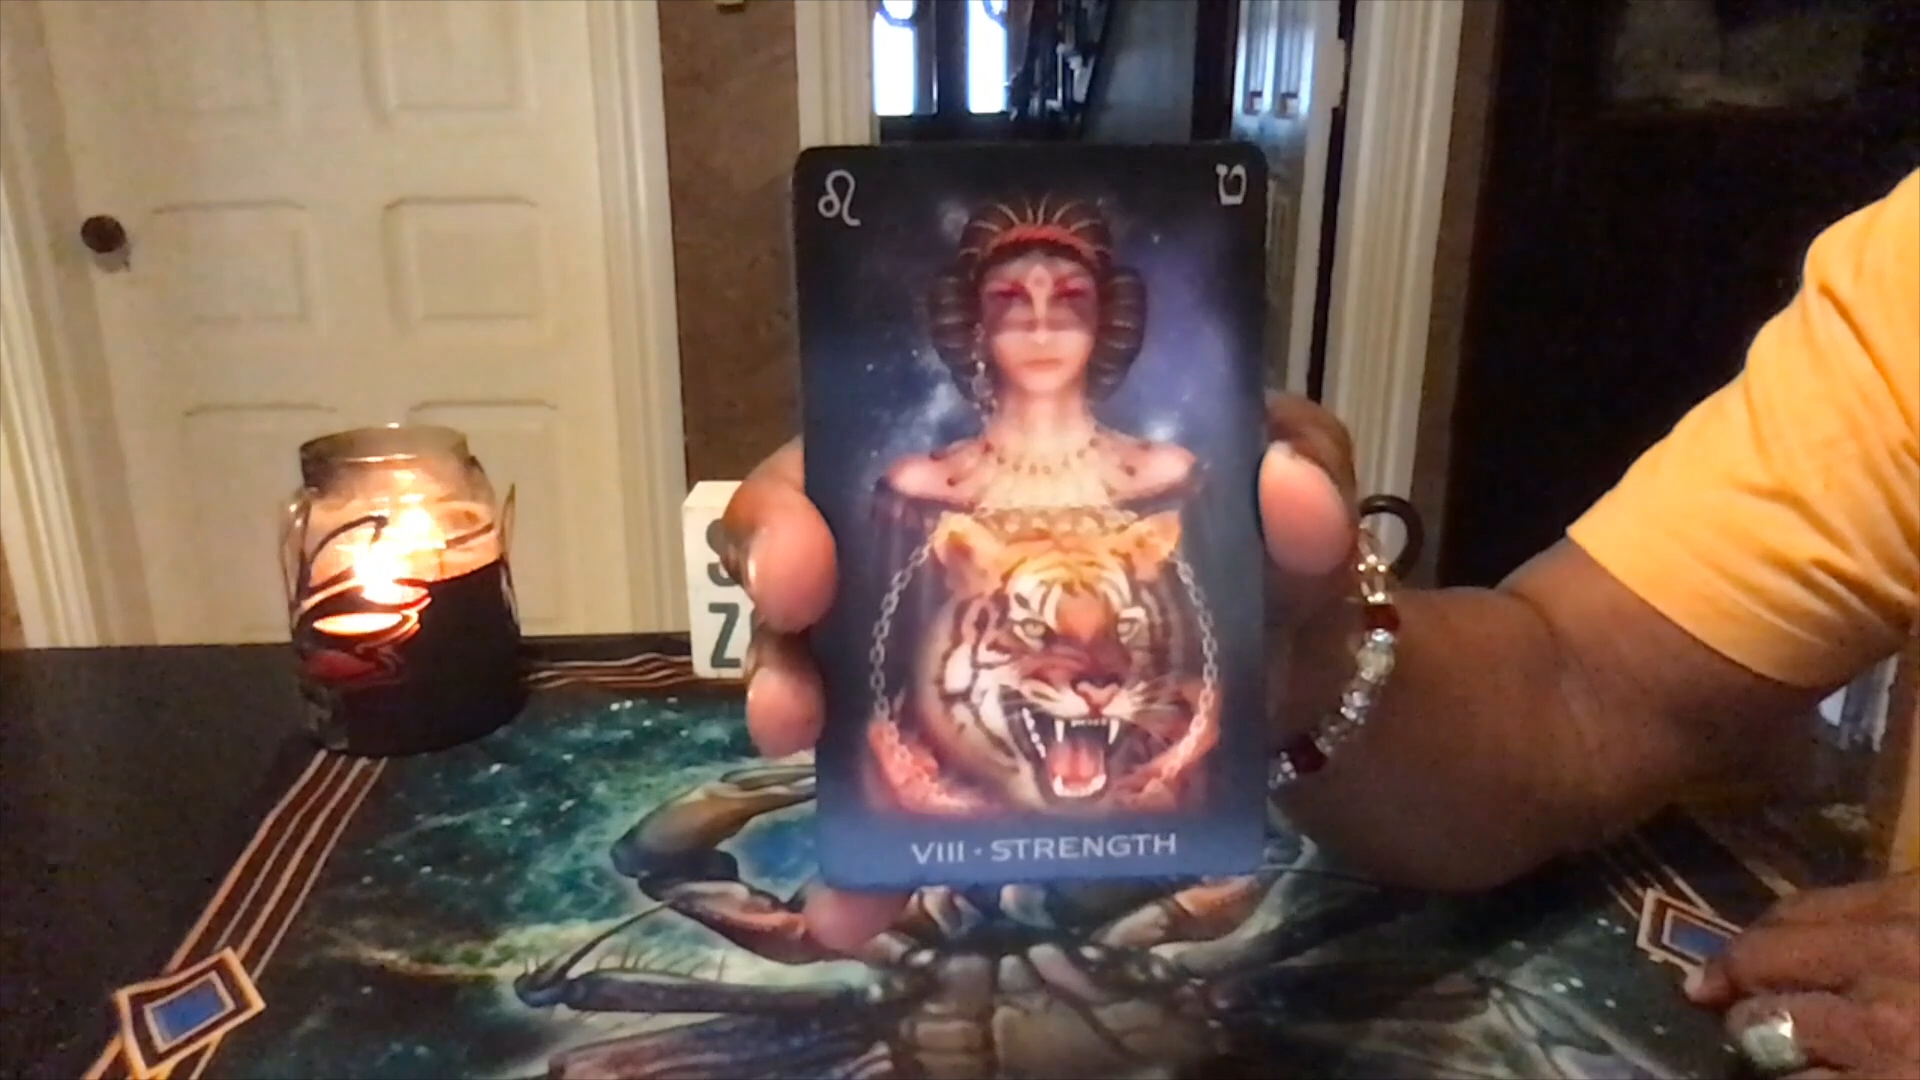 ♌ ט
VIII · STRENGTH
S
Z